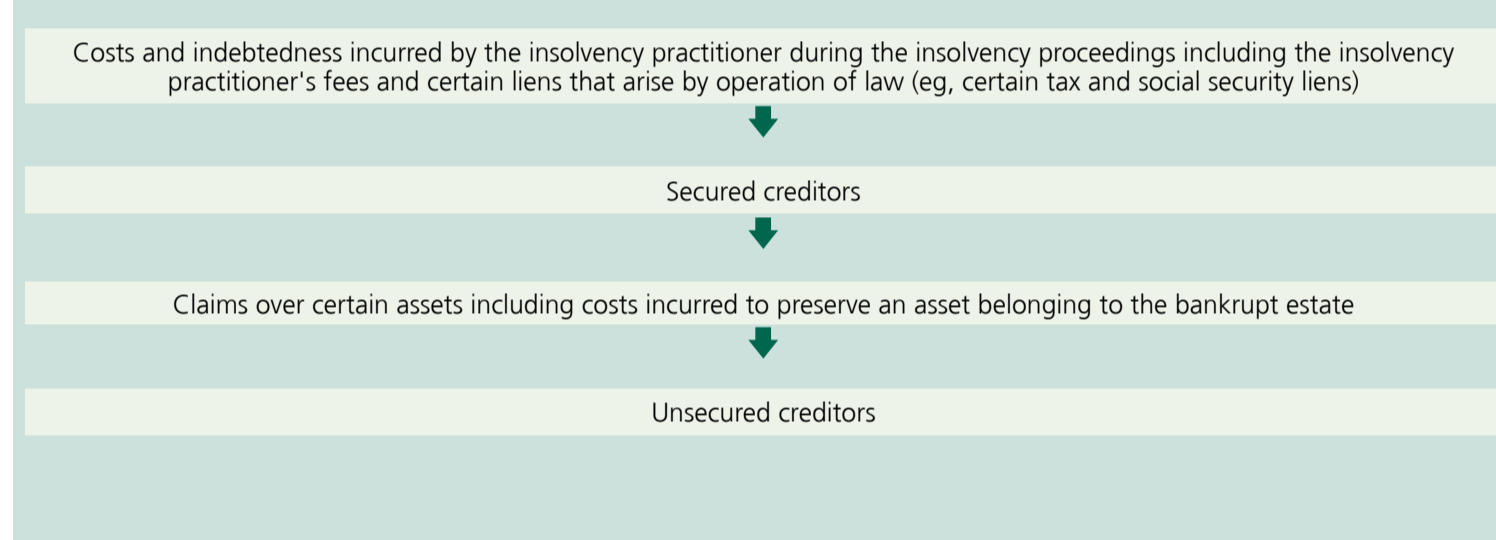 Costs and indebtedness incurred by the insolvency practitioner during the insolvency proceedings including the insolvency
practitioner's fees and certain liens that arise by operation of law (eg, certain tax and social security liens)
Secured creditors
Claims over certain assets including costs incurred to preserve an asset belonging to the bankrupt estate
Unsecured creditors